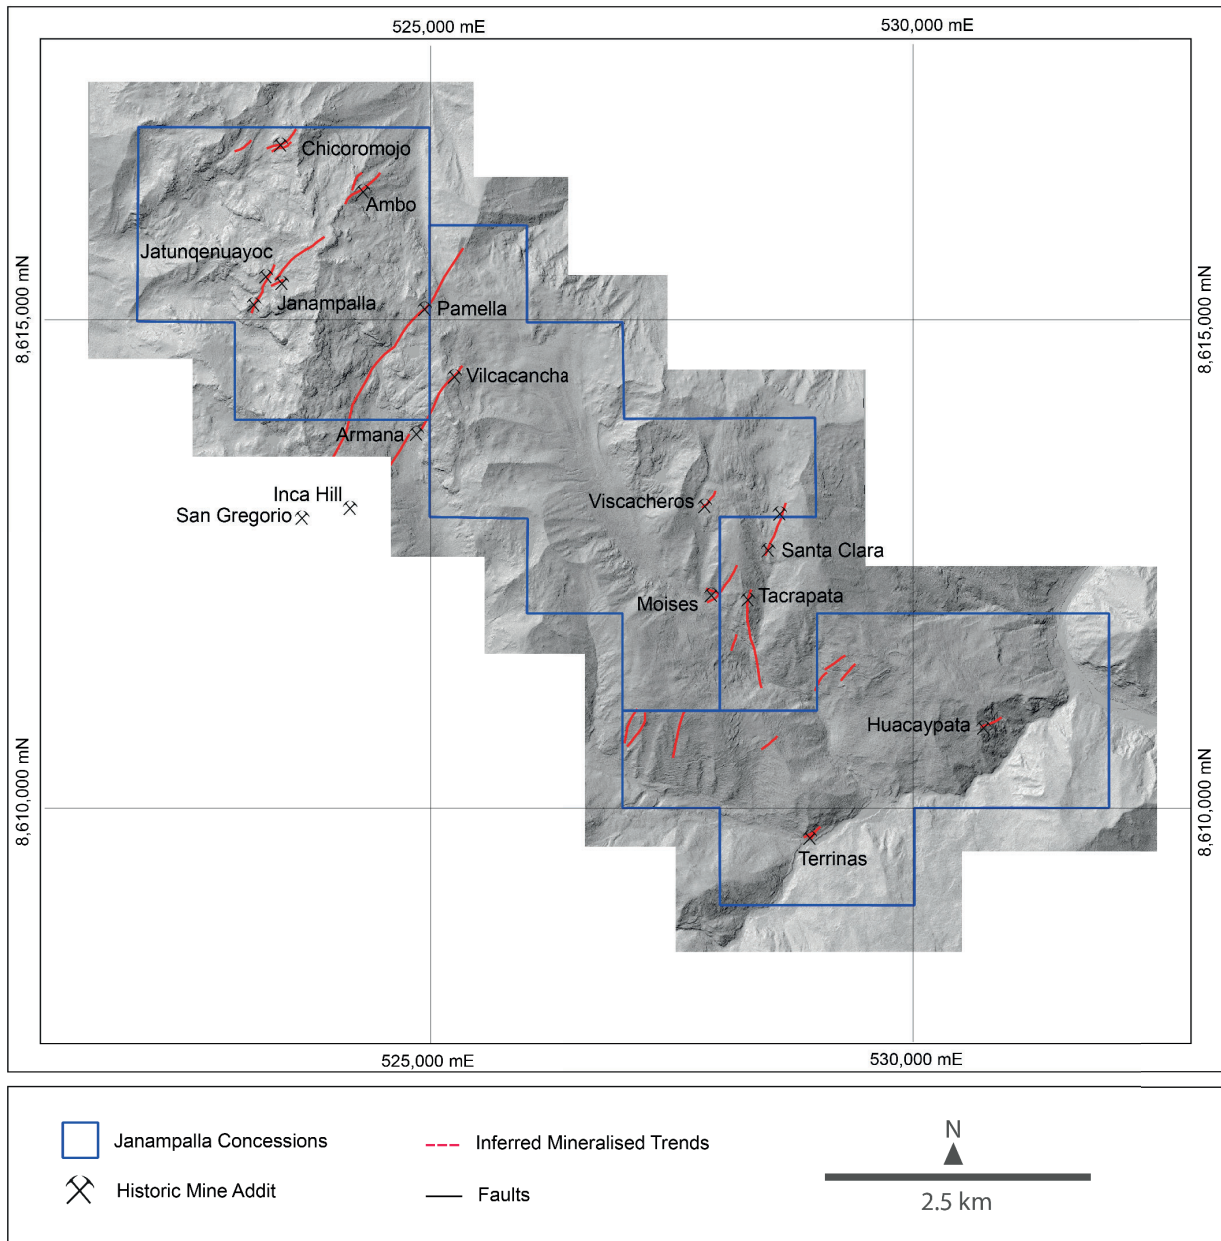 525,000 mE
530,000 mE
Chicoromojo
Ambo
Jatunqenuayoc
8,615,000 mN
8,615,000 mN
Janampalla
Pamella
Vilcacancha
Armana
Inca Hill
San Gregorio
Viscacheros
Santa Clara
Moises
Tacrapata
Huacaypata
8,610,000 mN
8,610,000 mN
Terrinas
525,000 mE
530,000 mE
Janampalla Concessions
Inferred Mineralised Trends
N
Historic Mine Addit
Faults
2.5 km